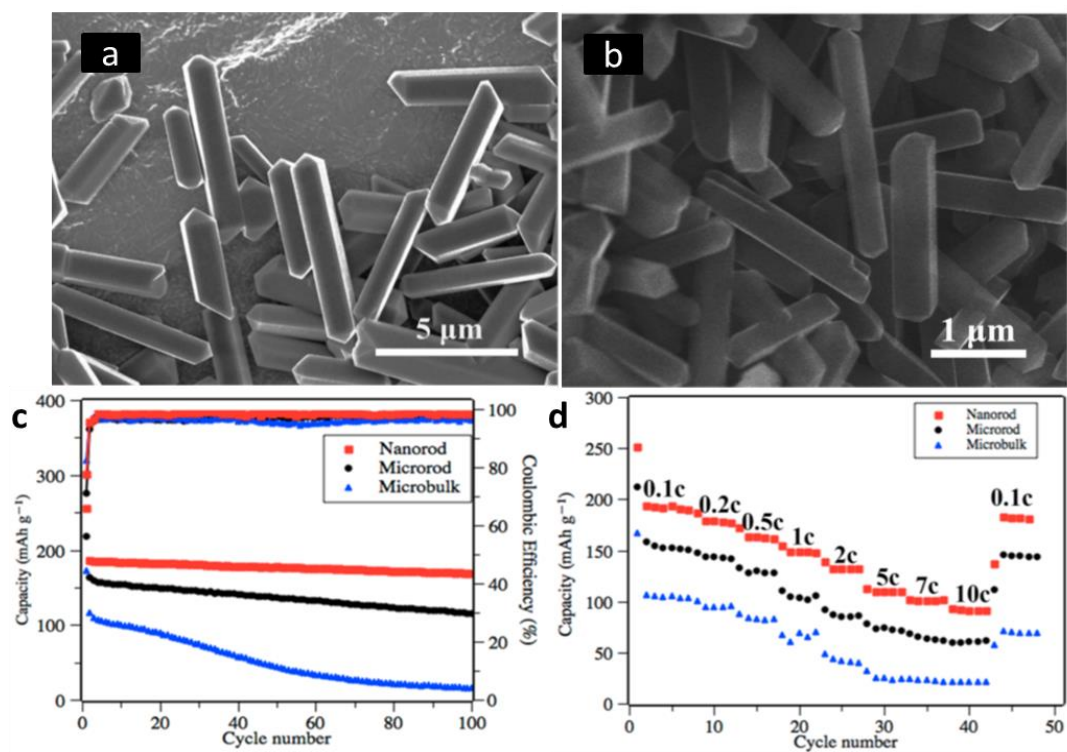 a
b
5 µm
1 µm
c
400
300
200
100
0
Capacity (mAh g⁻¹)
0
20
40
60
80
100
Cycle number
100
80
60
40
20
0
Coulombic Efficiency (%)
Nanorod
Microrod
Microbulk
d
300
250
200
150
100
50
0
Capacity (mAh g⁻¹)
0
10
20
30
40
50
Cycle number
Nanorod
Microrod
Microbulk
0.1c
0.2c
0.5c
1c
2c
5c
7c
10c
0.1c